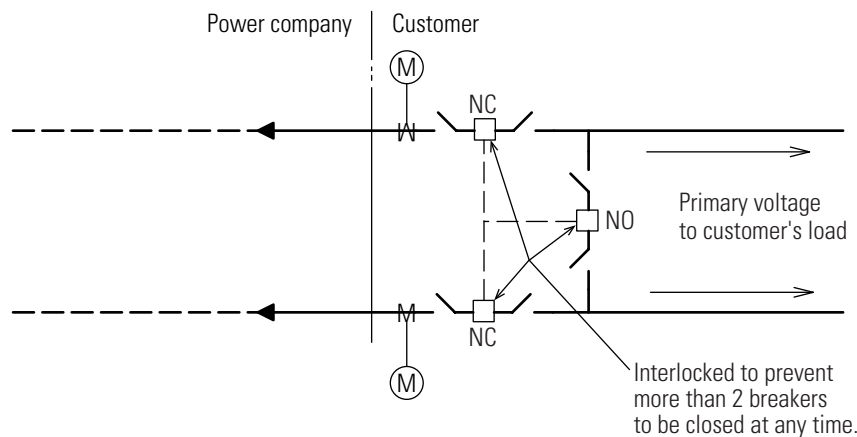 Power company
Customer
M
NC
NO
Primary voltage
to customer's load
NC
M
Interlocked to prevent
more than 2 breakers
to be closed at any time.